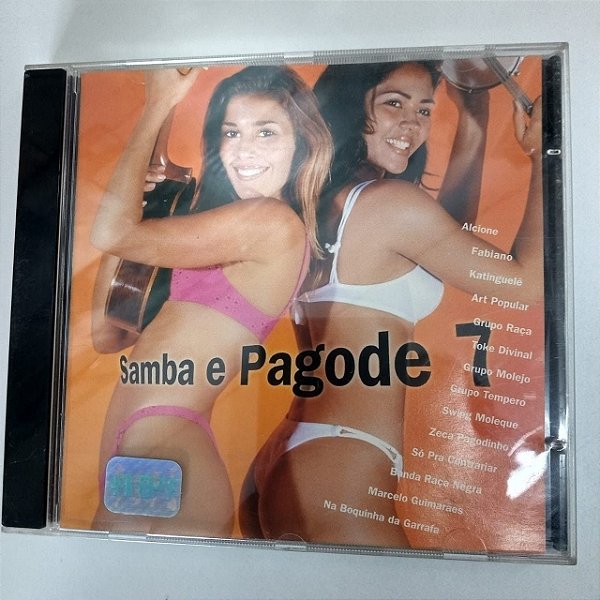 Samba e Pagode 7
Alcione
Fabiano
Katinguelê
Art Popular
Grupo Raça
Toke Divinal
Grupo Molejo
Grupo Tempero
Swing Moleque
Zeca Pagodinho
Só Pra Contrariar
Banda Raça Negra
Marcelo Guimarães
Na Boquinha da Garrafa